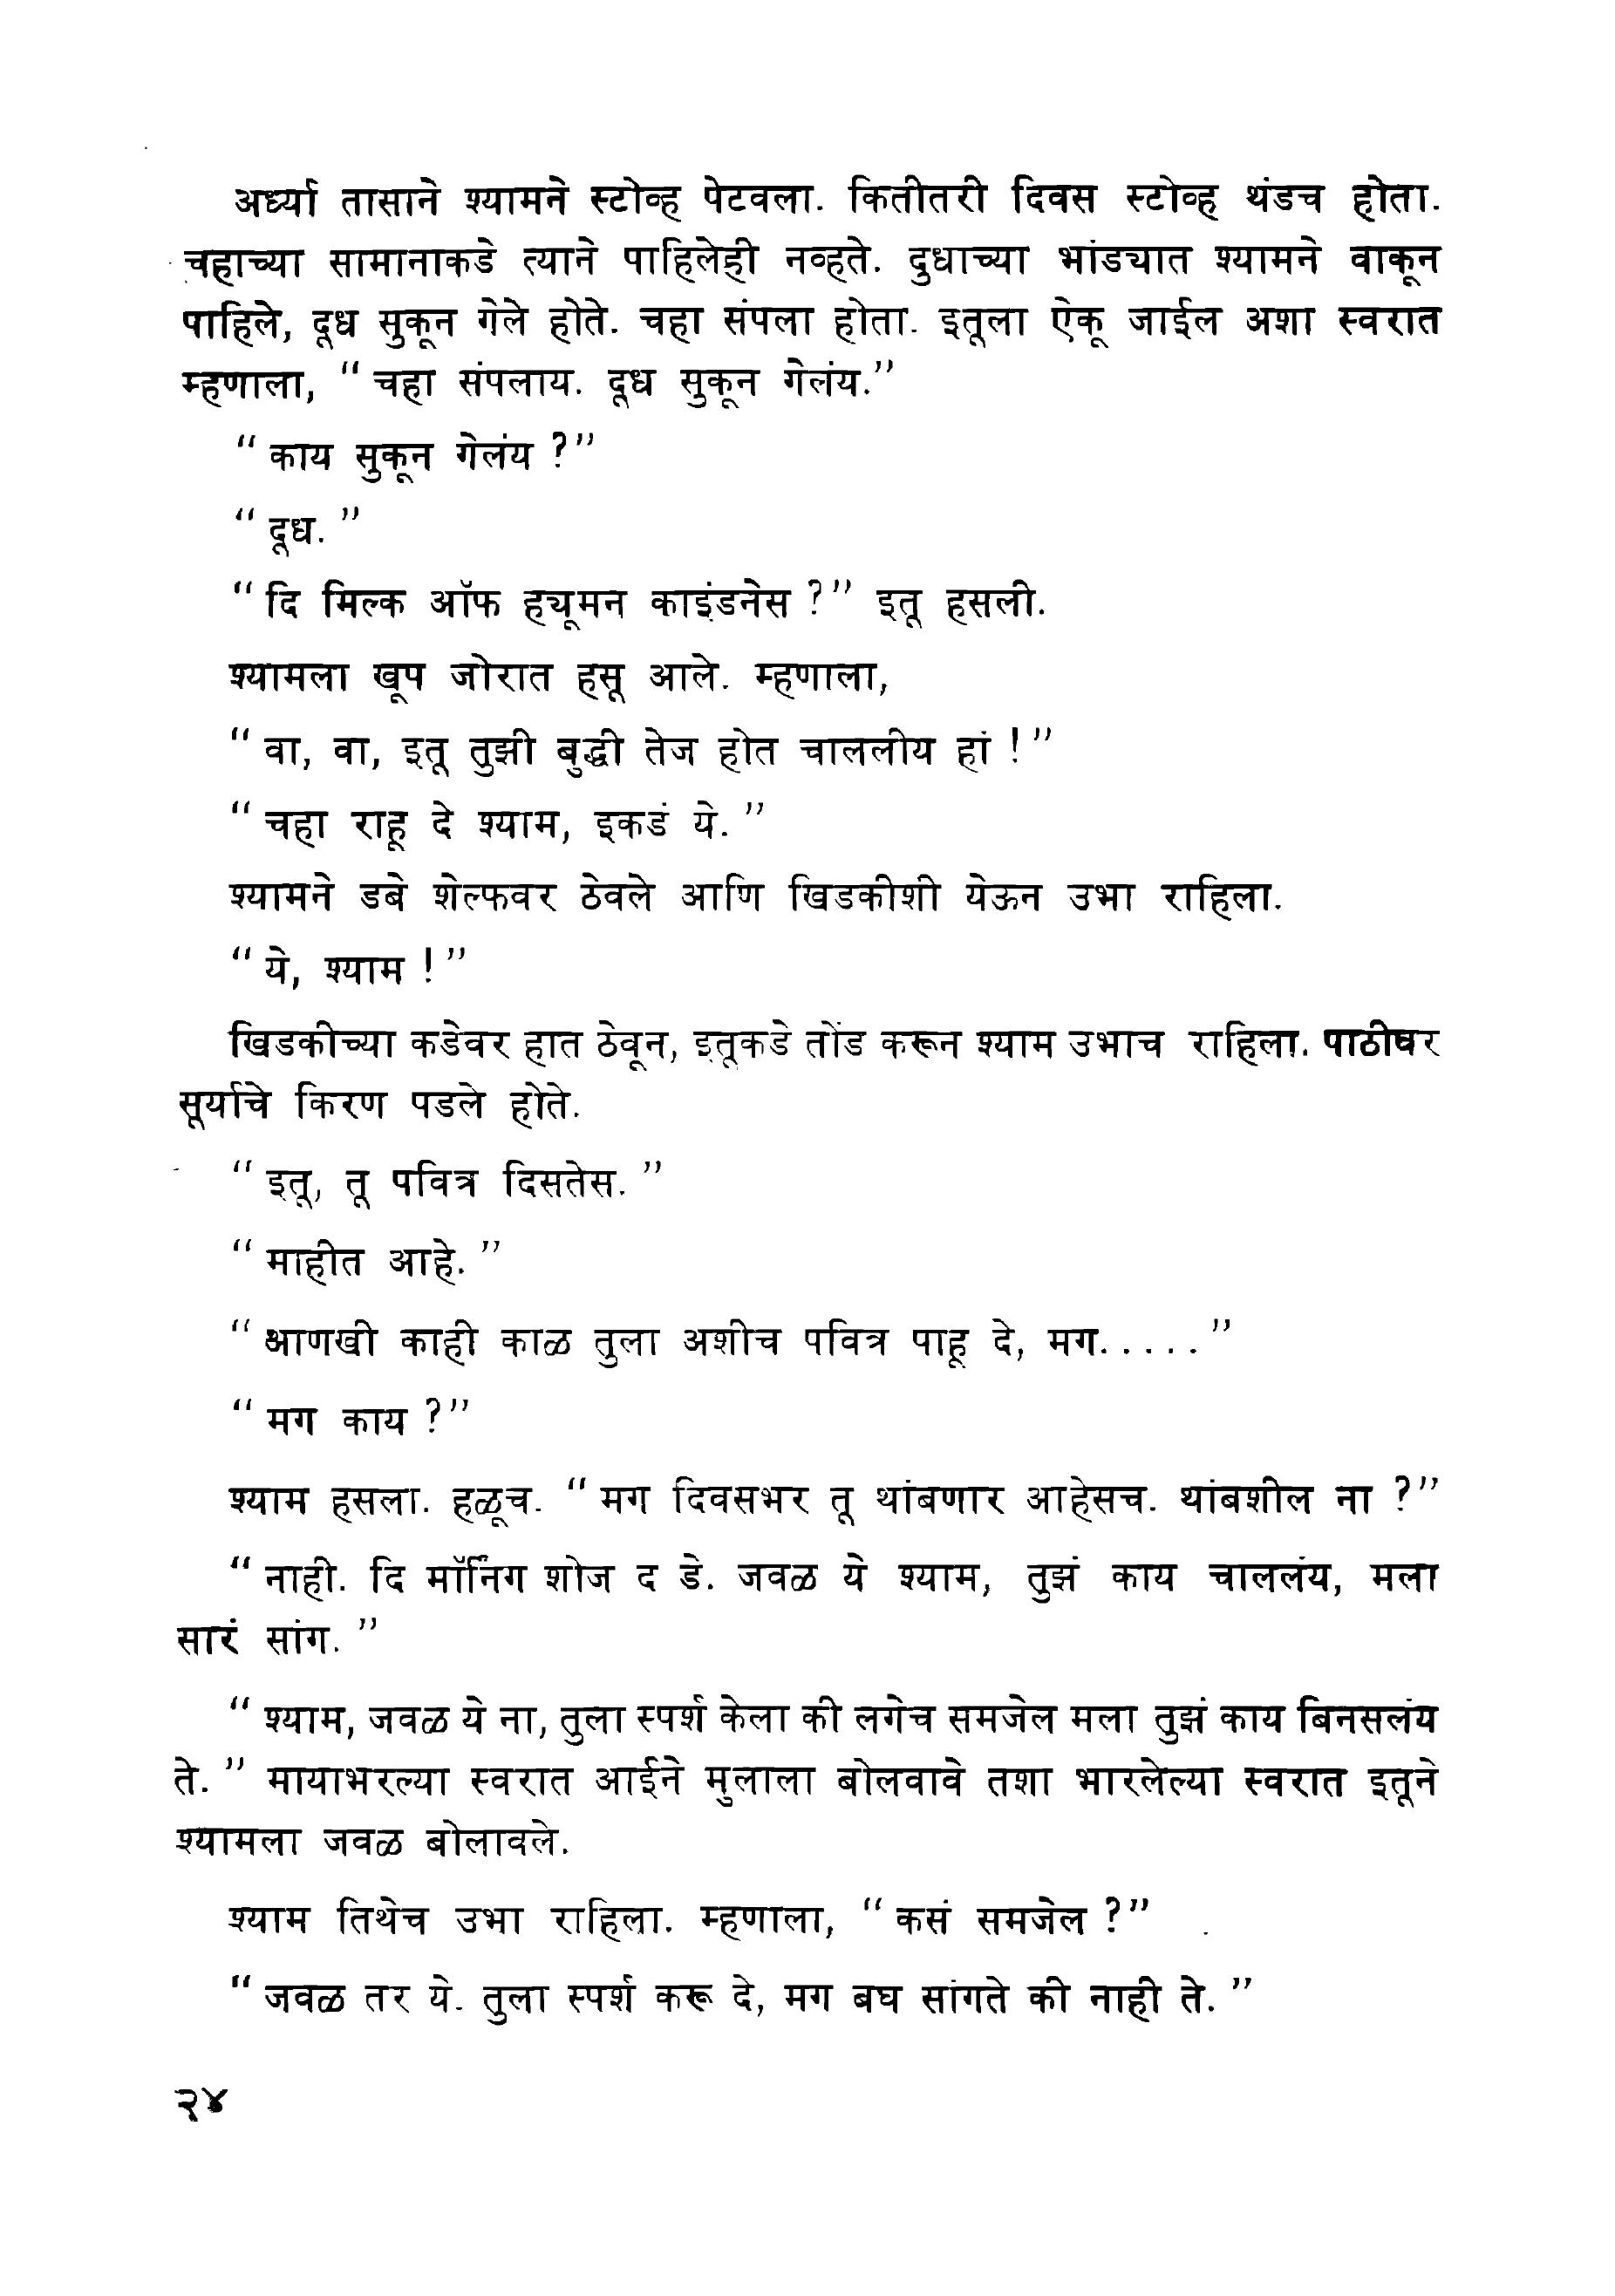 अर्ध्या तासाने श्यामने स्टोव्ह पेटवला. कितीतरी दिवस स्टोव्ह थंडच होता.
चहाच्या सामानाकडे त्याने पाहिलेही नव्हते. दुधाच्या भांड्यात श्यामने वाकून
पाहिले, दूध सुकून गेले होते. चहा संपला होता. इतूला ऐकू जाईल अशा स्वरात
म्हणाला, “ चहा संपलाय. दूध सुकून गेलंय.”
“ काय सुकून गेलंय ?”
“ दूध. ”
“ दि मिल्क ऑफ ह्यूमन काइंडनेस ?” इतू हसली.
श्यामला खूप जोरात हसू आले. म्हणाला,
“ वा, वा, इतू तुझी बुद्धी तेज होत चाललीय हां !”
“ चहा राहू दे श्याम, इकडं ये. ”
श्यामने डबे शेल्फवर ठेवले आणि खिडकीशी येऊन उभा राहिला.
“ ये, श्याम !”
खिडकीच्या कडेवर हात ठेवून, इतूकडे तोंड करून श्याम उभाच राहिला. पाठीवर
सूर्याचे किरण पडले होते.
“ इतू, तू पवित्र दिसतेस. ”
“ माहीत आहे. ”
“ आणखी काही काळ तुला अशीच पवित्र पाहू दे, मग..... ”
“ मग काय ?”
श्याम हसला. हळूच. “ मग दिवसभर तू थांबणार आहेसच. थांबशील ना ?”
“ नाही. दि मॉर्निंग शोज द डे. जवळ ये श्याम, तुझं काय चाललंय, मला
सारं सांग. ”
“ श्याम, जवळ ये ना, तुला स्पर्श केला की लगेच समजेल मला तुझं काय बिनसलंय
ते. ” मायाभरल्या स्वरात आईने मुलाला बोलवावे तशा भारलेल्या स्वरात इतूने
श्यामला जवळ बोलावले.
श्याम तिथेच उभा राहिला. म्हणाला, “ कसं समजेल ?”
“ जवळ तर ये. तुला स्पर्श करू दे, मग बघ सांगते की नाही ते. ”
२४